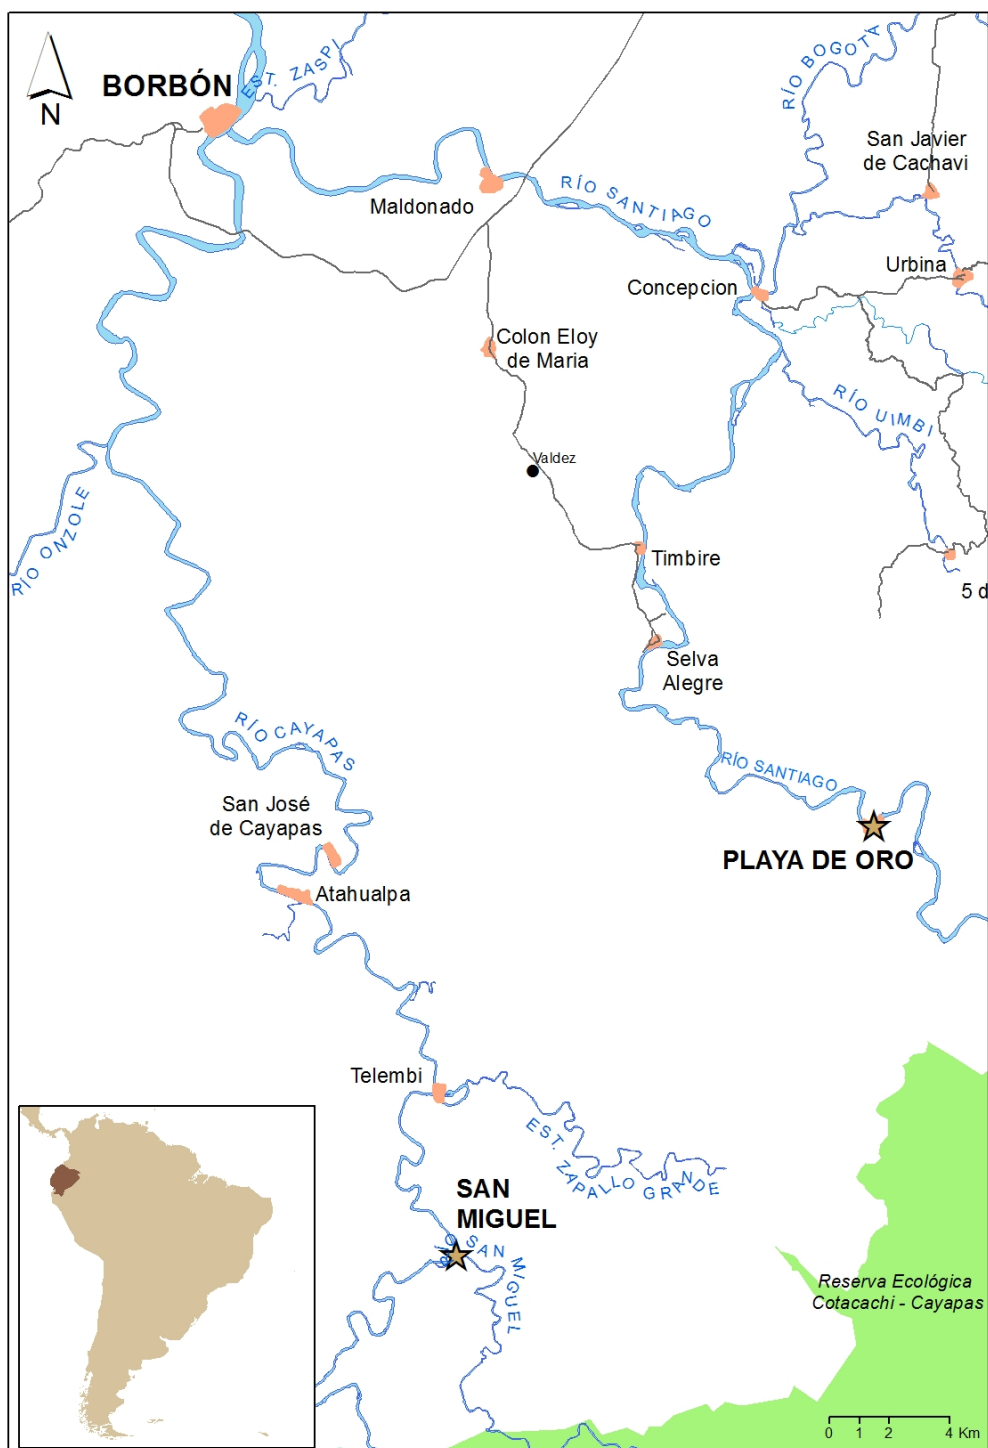 BORBÓN
EST. ZASPI
RÍO BOGOTÁ
N
San Javier
de Cachavi
Maldonado
RÍO SANTIAGO
Urbina
Concepcion
Colon Eloy
de Maria
RÍO UIMBI
Valdez
RÍO ONZOLE
Timbire
5 d
Selva
Alegre
RÍO CAYAPAS
RÍO SANTIAGO
San José
de Cayapas
PLAYA DE ORO
Atahualpa
Telembi
EST. ZAPALLO GRANDE
SAN
MIGUEL
RÍO SAN MIGUEL
Reserva Ecológica
Cotacachi - Cayapas
0 1 2 4 Km